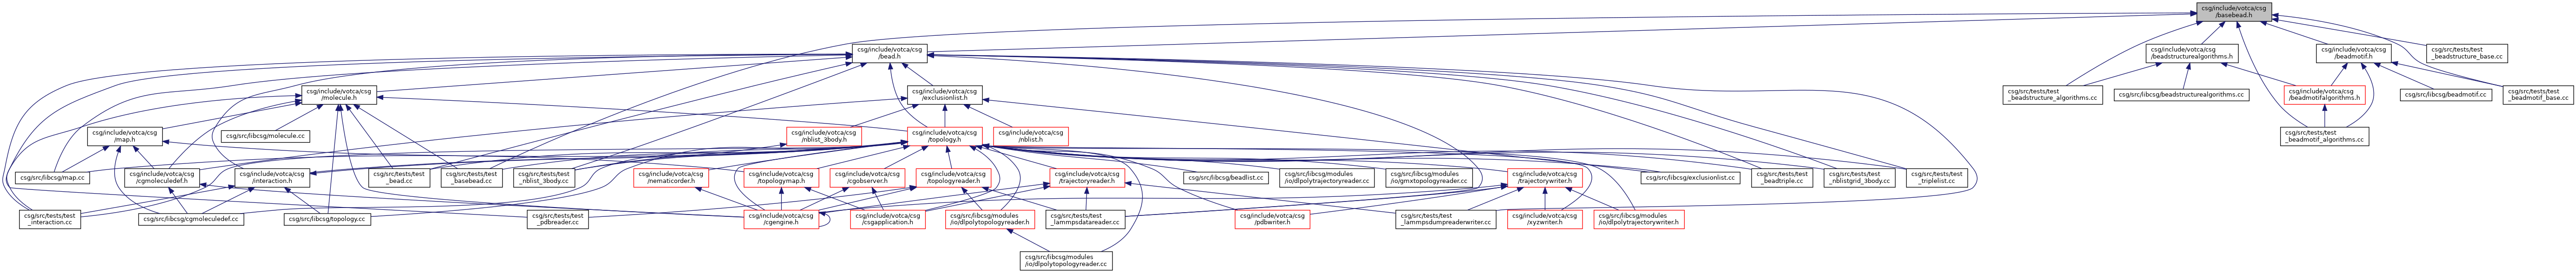 csg/include/votca/csg
/basebead.h
csg/include/votca/csg
/bead.h
csg/include/votca/csg
/beadstructurealgorithms.h
csg/include/votca/csg
/beadmotif.h
csg/src/tests/test
_beadstructure_base.cc
csg/include/votca/csg
/molecule.h
csg/include/votca/csg
/exclusionlist.h
csg/src/tests/test
_beadstructure_algorithms.cc
csg/src/libcsg/beadstructurealgorithms.cc
csg/include/votca/csg
/beadmotifalgorithms.h
csg/src/libcsg/beadmotif.cc
csg/src/tests/test
_beadmotif_base.cc
csg/include/votca/csg
/map.h
csg/src/libcsg/molecule.cc
csg/include/votca/csg
/nblist_3body.h
csg/include/votca/csg
/topology.h
csg/include/votca/csg
/nblist.h
csg/src/tests/test
_beadmotif_algorithms.cc
csg/src/libcsg/map.cc
csg/include/votca/csg
/cgmoleculedef.h
csg/include/votca/csg
/interaction.h
csg/src/tests/test
_bead.cc
csg/src/tests/test
_basebead.cc
csg/src/tests/test
_nblist_3body.cc
csg/include/votca/csg
/nematicorder.h
csg/include/votca/csg
/topologymap.h
csg/include/votca/csg
/cgobserver.h
csg/include/votca/csg
/topologyreader.h
csg/include/votca/csg
/trajectoryreader.h
csg/src/libcsg/beadlist.cc
csg/src/libcsg/modules
/io/dlpolytrajectoryreader.cc
csg/src/libcsg/modules
/io/gmxtopologyreader.cc
csg/include/votca/csg
/trajectorywriter.h
csg/src/libcsg/exclusionlist.cc
csg/src/tests/test
_beadtriple.cc
csg/src/tests/test
_nblistgrid_3body.cc
csg/src/tests/test
_triplelist.cc
csg/src/tests/test
_interaction.cc
csg/src/libcsg/cgmoleculedef.cc
csg/src/libcsg/topology.cc
csg/src/tests/test
_pdbreader.cc
csg/include/votca/csg
/cgengine.h
csg/include/votca/csg
/csgapplication.h
csg/src/libcsg/modules
/io/dlpolytopologyreader.h
csg/src/tests/test
_lammpsdatareader.cc
csg/include/votca/csg
/pdbwriter.h
csg/src/tests/test
_lammpsdumpreaderwriter.cc
csg/include/votca/csg
/xyzwriter.h
csg/src/libcsg/modules
/io/dlpolytrajectorywriter.h
csg/src/libcsg/modules
/io/dlpolytopologyreader.cc